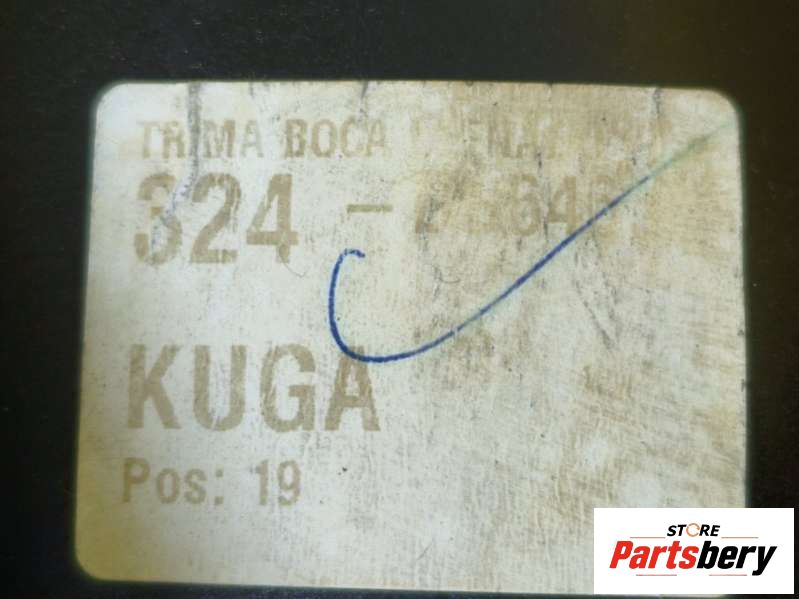 TRIMA BOCA
324 -
KUGA
Pos: 19
STORE
Partsbery